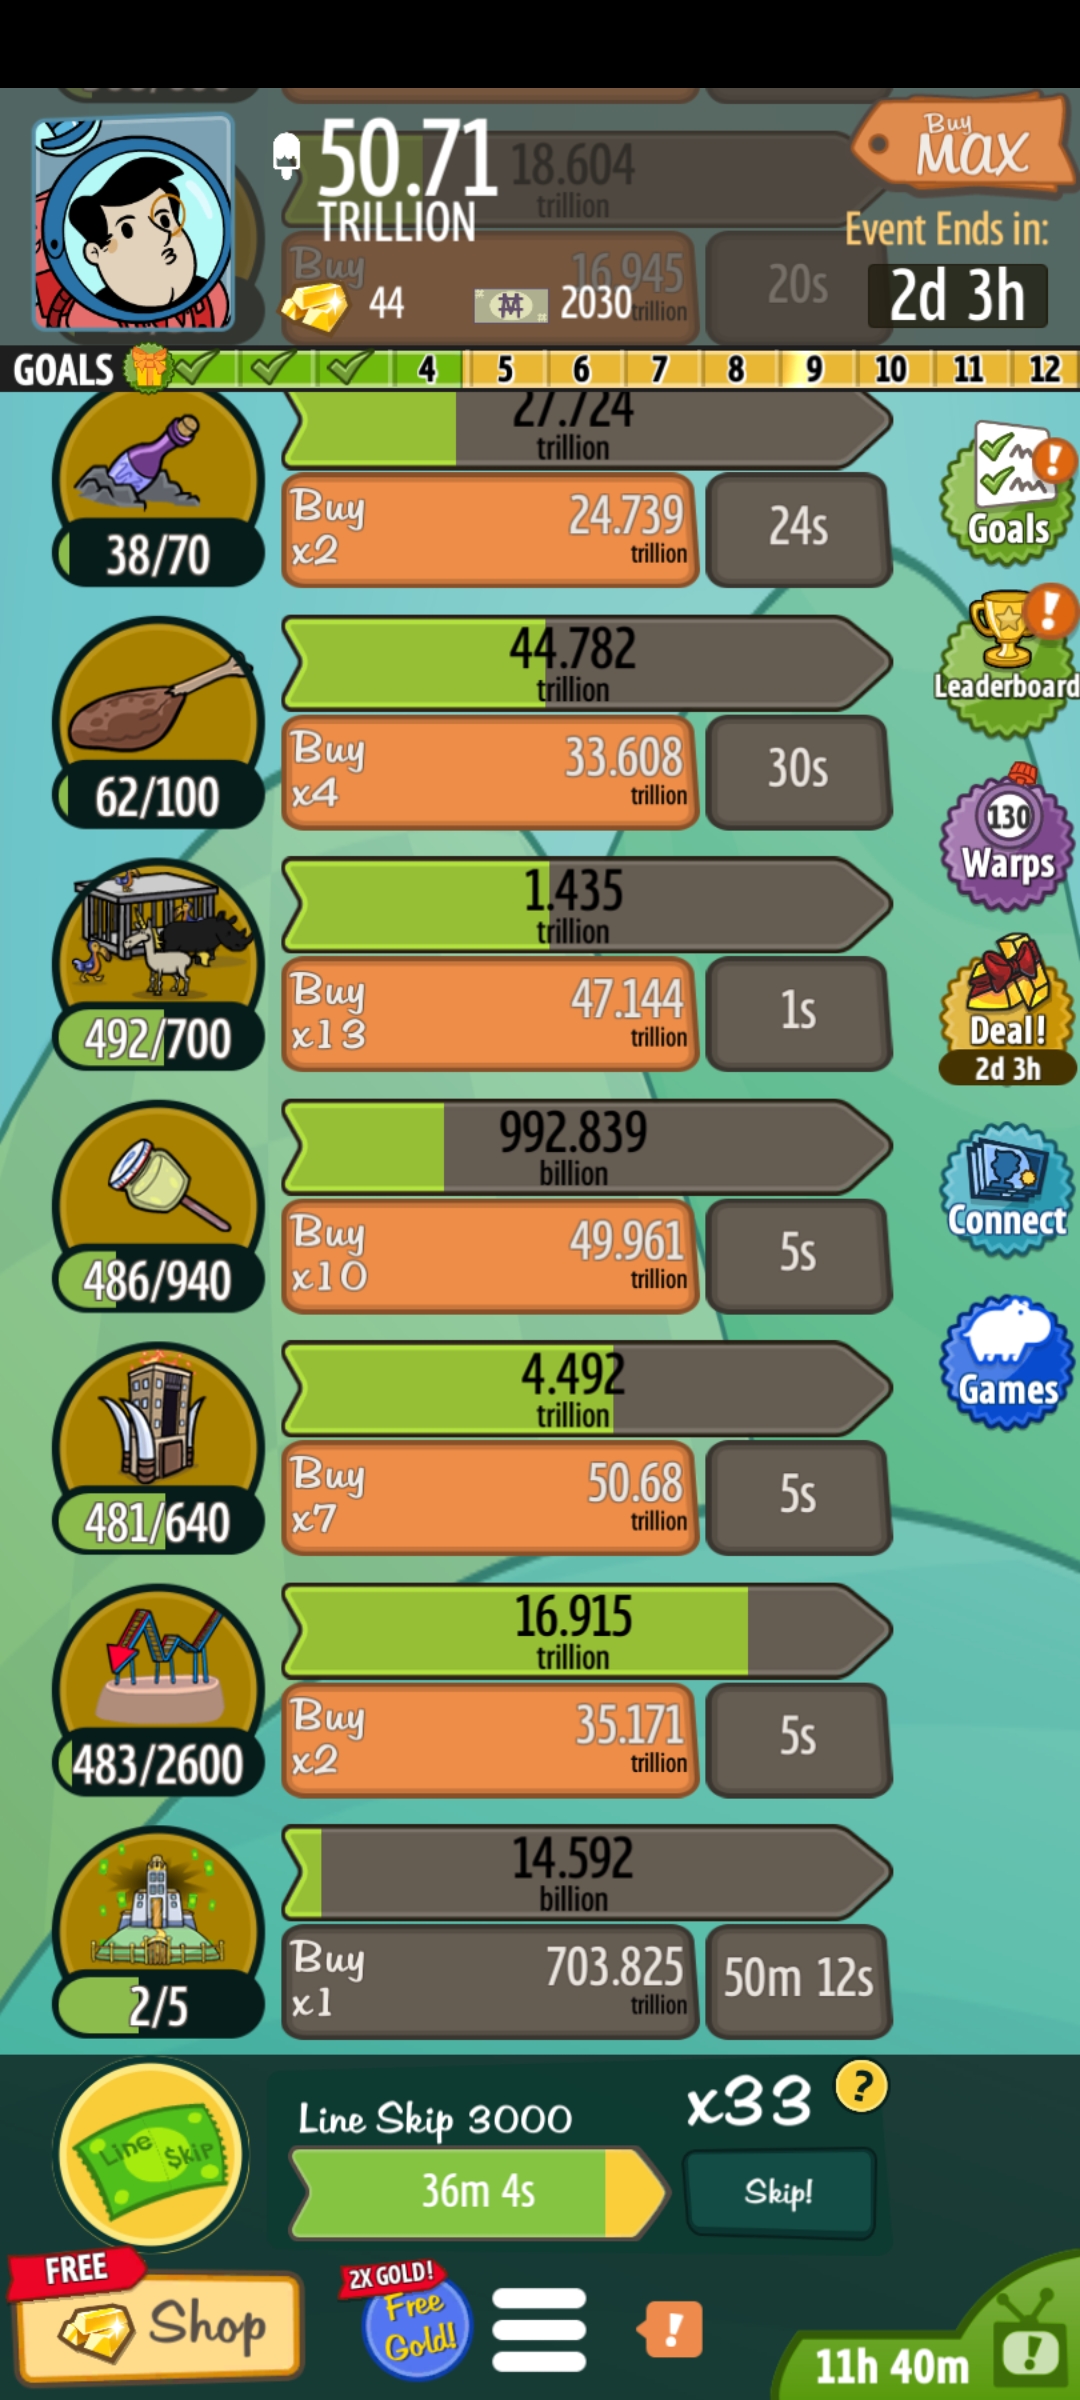 50.71
TRILLION
18.604
trillion
Buy
MAX
Event Ends in:
2d 3h
44
2030
Buy
16.945
trillion
20s
GOALS
4 5 6 7 8 9 10 11 12
27.724
trillion
38/70
Buy
x2
24.739
trillion
24s
Goals
44.782
trillion
62/100
Buy
x4
33.608
trillion
30s
Leaderboard
1.435
trillion
492/700
Buy
x13
47.144
trillion
1s
130
Warps
Deal!
2d 3h
992.839
billion
486/940
Buy
x10
49.961
trillion
5s
Connect
4.492
trillion
481/640
Buy
x7
50.68
trillion
5s
Games
16.915
trillion
483/2600
Buy
x2
35.171
trillion
5s
14.592
billion
2/5
Buy
x1
703.825
trillion
50m 12s
Line $kip
Line Skip 3000
x33
?
36m 4s
Skip!
FREE
Shop
2X GOLD!
Free
Gold!
!
11h 40m
!